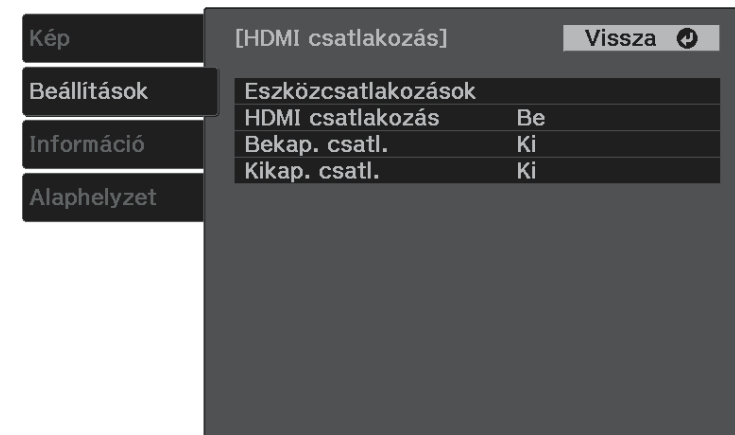 Kép
Beállítások
Információ
Alaphelyzet
[HDMI csatlakozás]
Vissza
Eszközcsatlakozások
HDMI csatlakozás Be
Bekap. csatl. Ki
Kikap. csatl. Ki